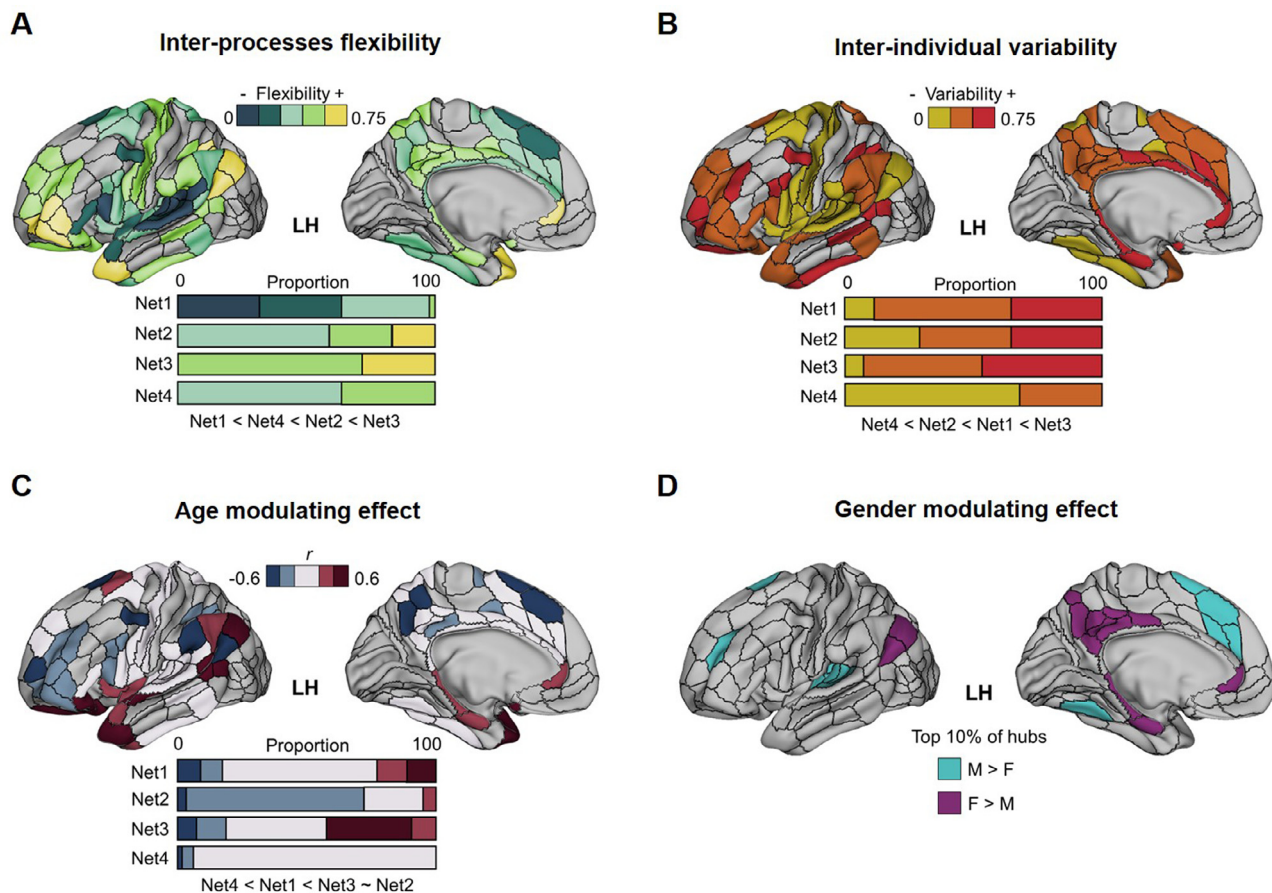 A
Inter-processes flexibility
- Flexibility +
0 0.75
LH
0 Proportion 100
Net1
Net2
Net3
Net4
Net1 < Net4 < Net2 < Net3
B
Inter-individual variability
- Variability +
0 0.75
LH
0 Proportion 100
Net1
Net2
Net3
Net4
Net4 < Net2 < Net1 < Net3
C
Age modulating effect
r
-0.6 0.6
LH
0 Proportion 100
Net1
Net2
Net3
Net4
Net4 < Net1 < Net3 ~ Net2
D
Gender modulating effect
LH
Top 10% of hubs
M > F
F > M